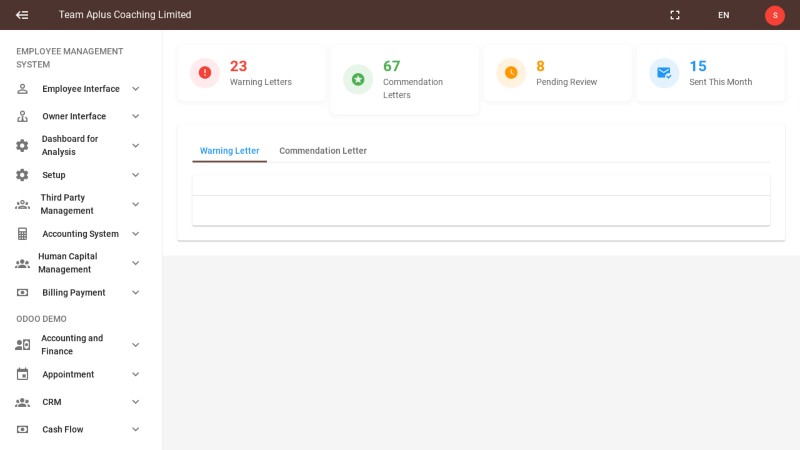 Team Aplus Coaching Limited
EN
S
EMPLOYEE MANAGEMENT
SYSTEM
Employee Interface
Owner Interface
Dashboard for
Analysis
Setup
Third Party
Management
Accounting System
Human Capital
Management
Billing Payment
ODOO DEMO
Accounting and
Finance
Appointment
CRM
Cash Flow
23
Warning Letters
67
Commendation
Letters
8
Pending Review
15
Sent This Month
Warning Letter
Commendation Letter